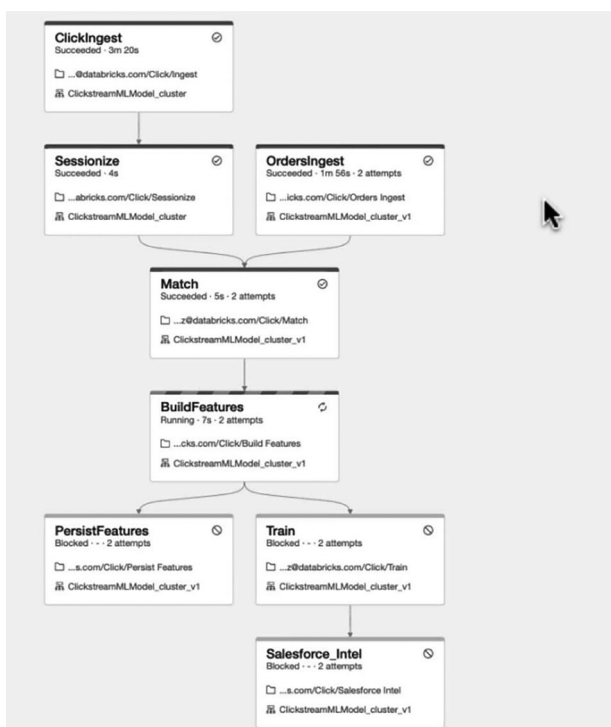 ClickIngest
Succeeded · 3m 20s
...@databricks.com/Click/Ingest
ClickstreamMLModel_cluster
Sessionize
Succeeded · 4s
...abricks.com/Click/Sessionize
ClickstreamMLModel_cluster
OrdersIngest
Succeeded · 1m 56s · 2 attempts
...icks.com/Click/Orders Ingest
ClickstreamMLModel_cluster_v1
Match
Succeeded · 5s · 2 attempts
...z@databricks.com/Click/Match
ClickstreamMLModel_cluster_v1
BuildFeatures
Running · 7s · 2 attempts
...cks.com/Click/Build Features
ClickstreamMLModel_cluster_v1
PersistFeatures
Blocked · - · 2 attempts
...s.com/Click/Persist Features
ClickstreamMLModel_cluster_v1
Train
Blocked · - · 2 attempts
...z@databricks.com/Click/Train
ClickstreamMLModel_cluster_v1
Salesforce_Intel
Blocked · - · 2 attempts
...s.com/Click/Salesforce Intel
ClickstreamMLModel_cluster_v1